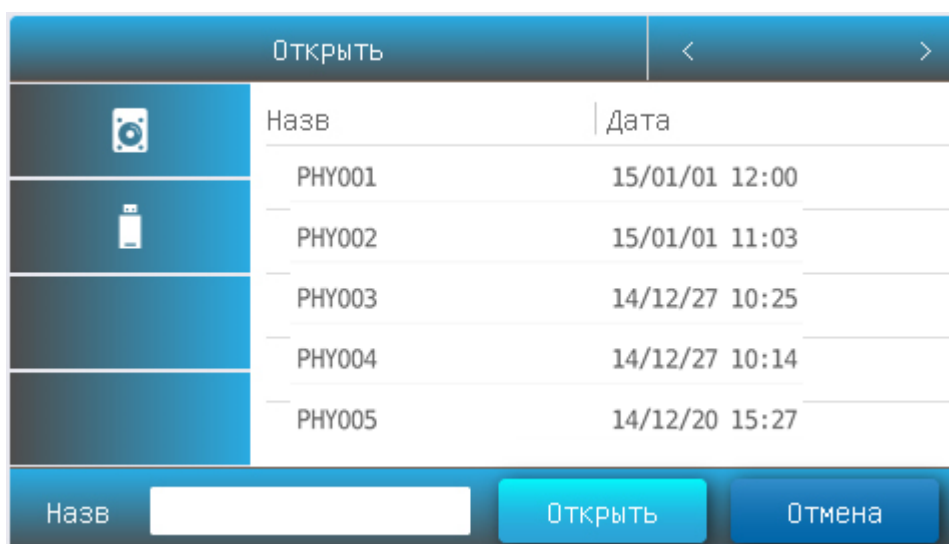 Открыть < >
Назв Дата
PHY001 15/01/01 12:00
PHY002 15/01/01 11:03
PHY003 14/12/27 10:25
PHY004 14/12/27 10:14
PHY005 14/12/20 15:27
Назв Открыть Отмена